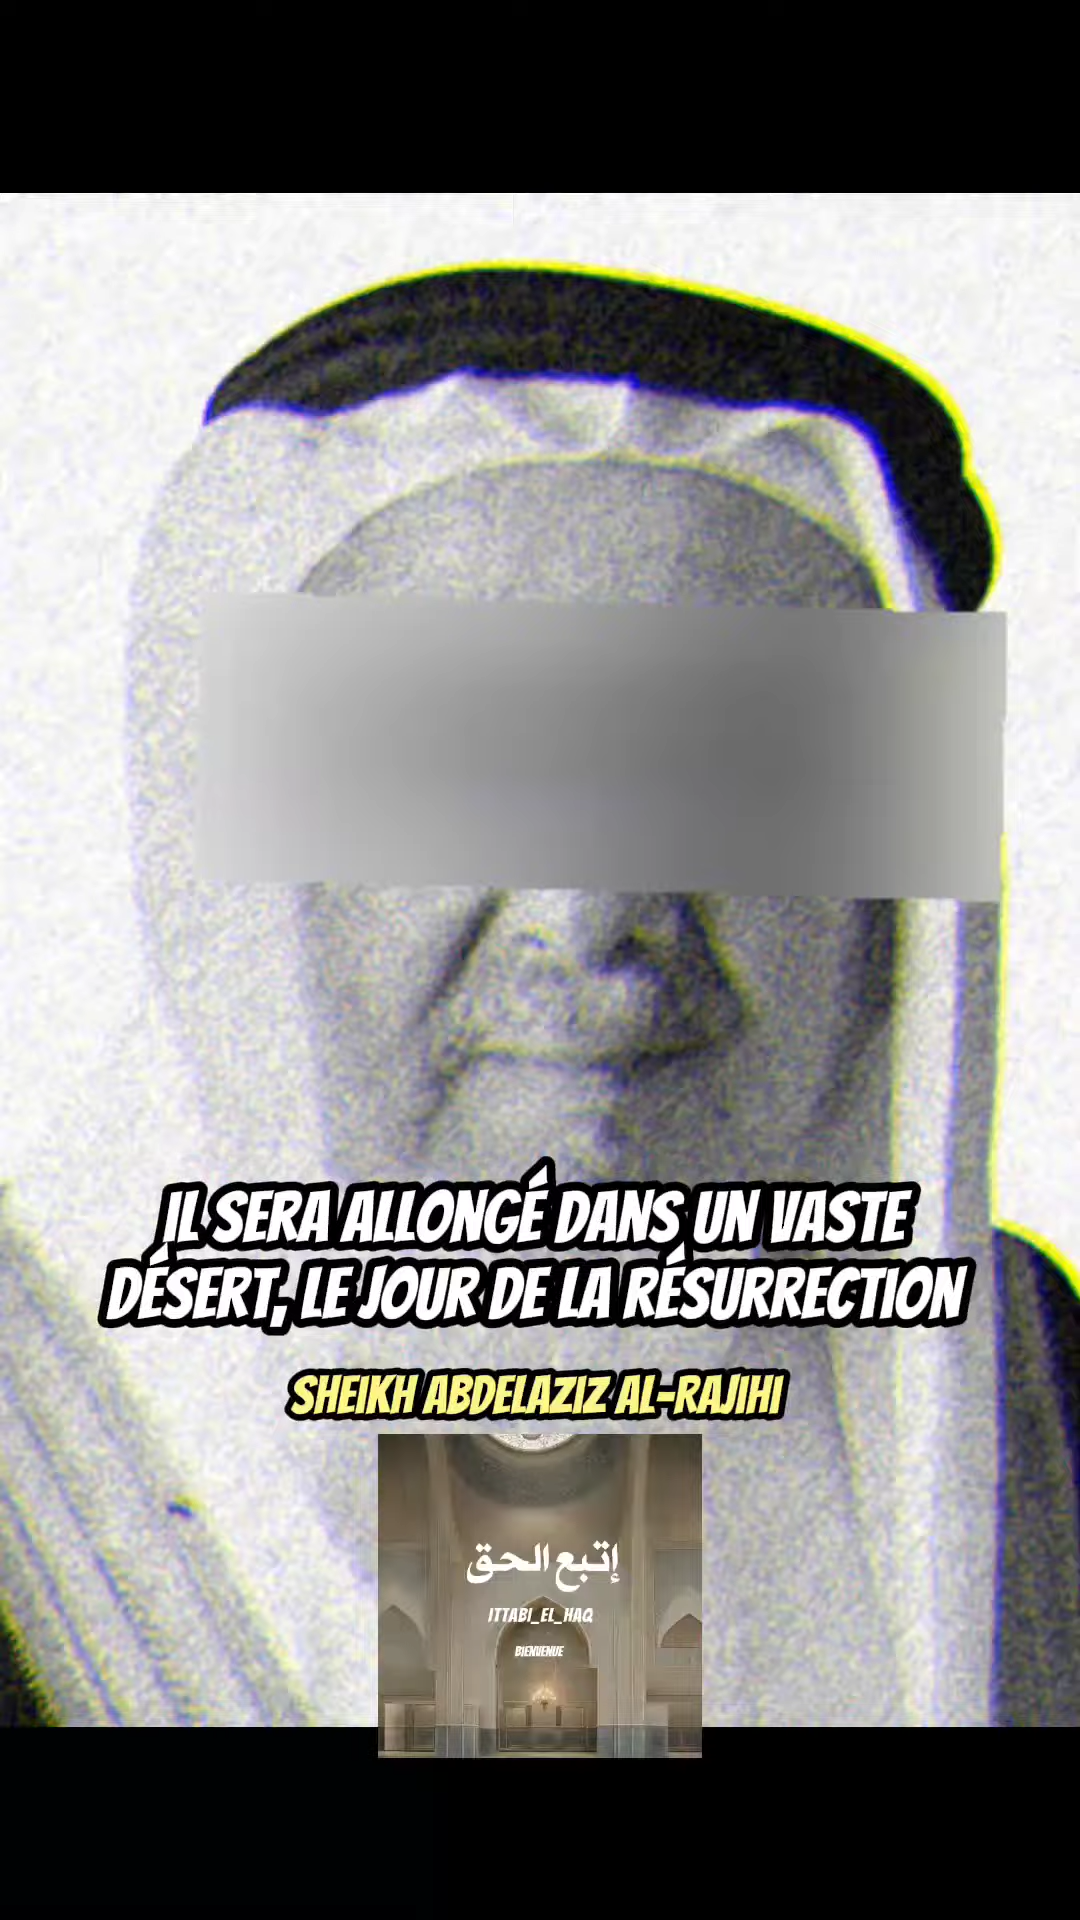 IL SERA ALLONGÉ DANS UN VASTE
DÉSERT, LE JOUR DE LA RÉSURRECTION
SHEIKH ABDELAZIZ AL-RAJIHI
إتبع الحق
ITTABI_EL_HAQ
BIENVENUE